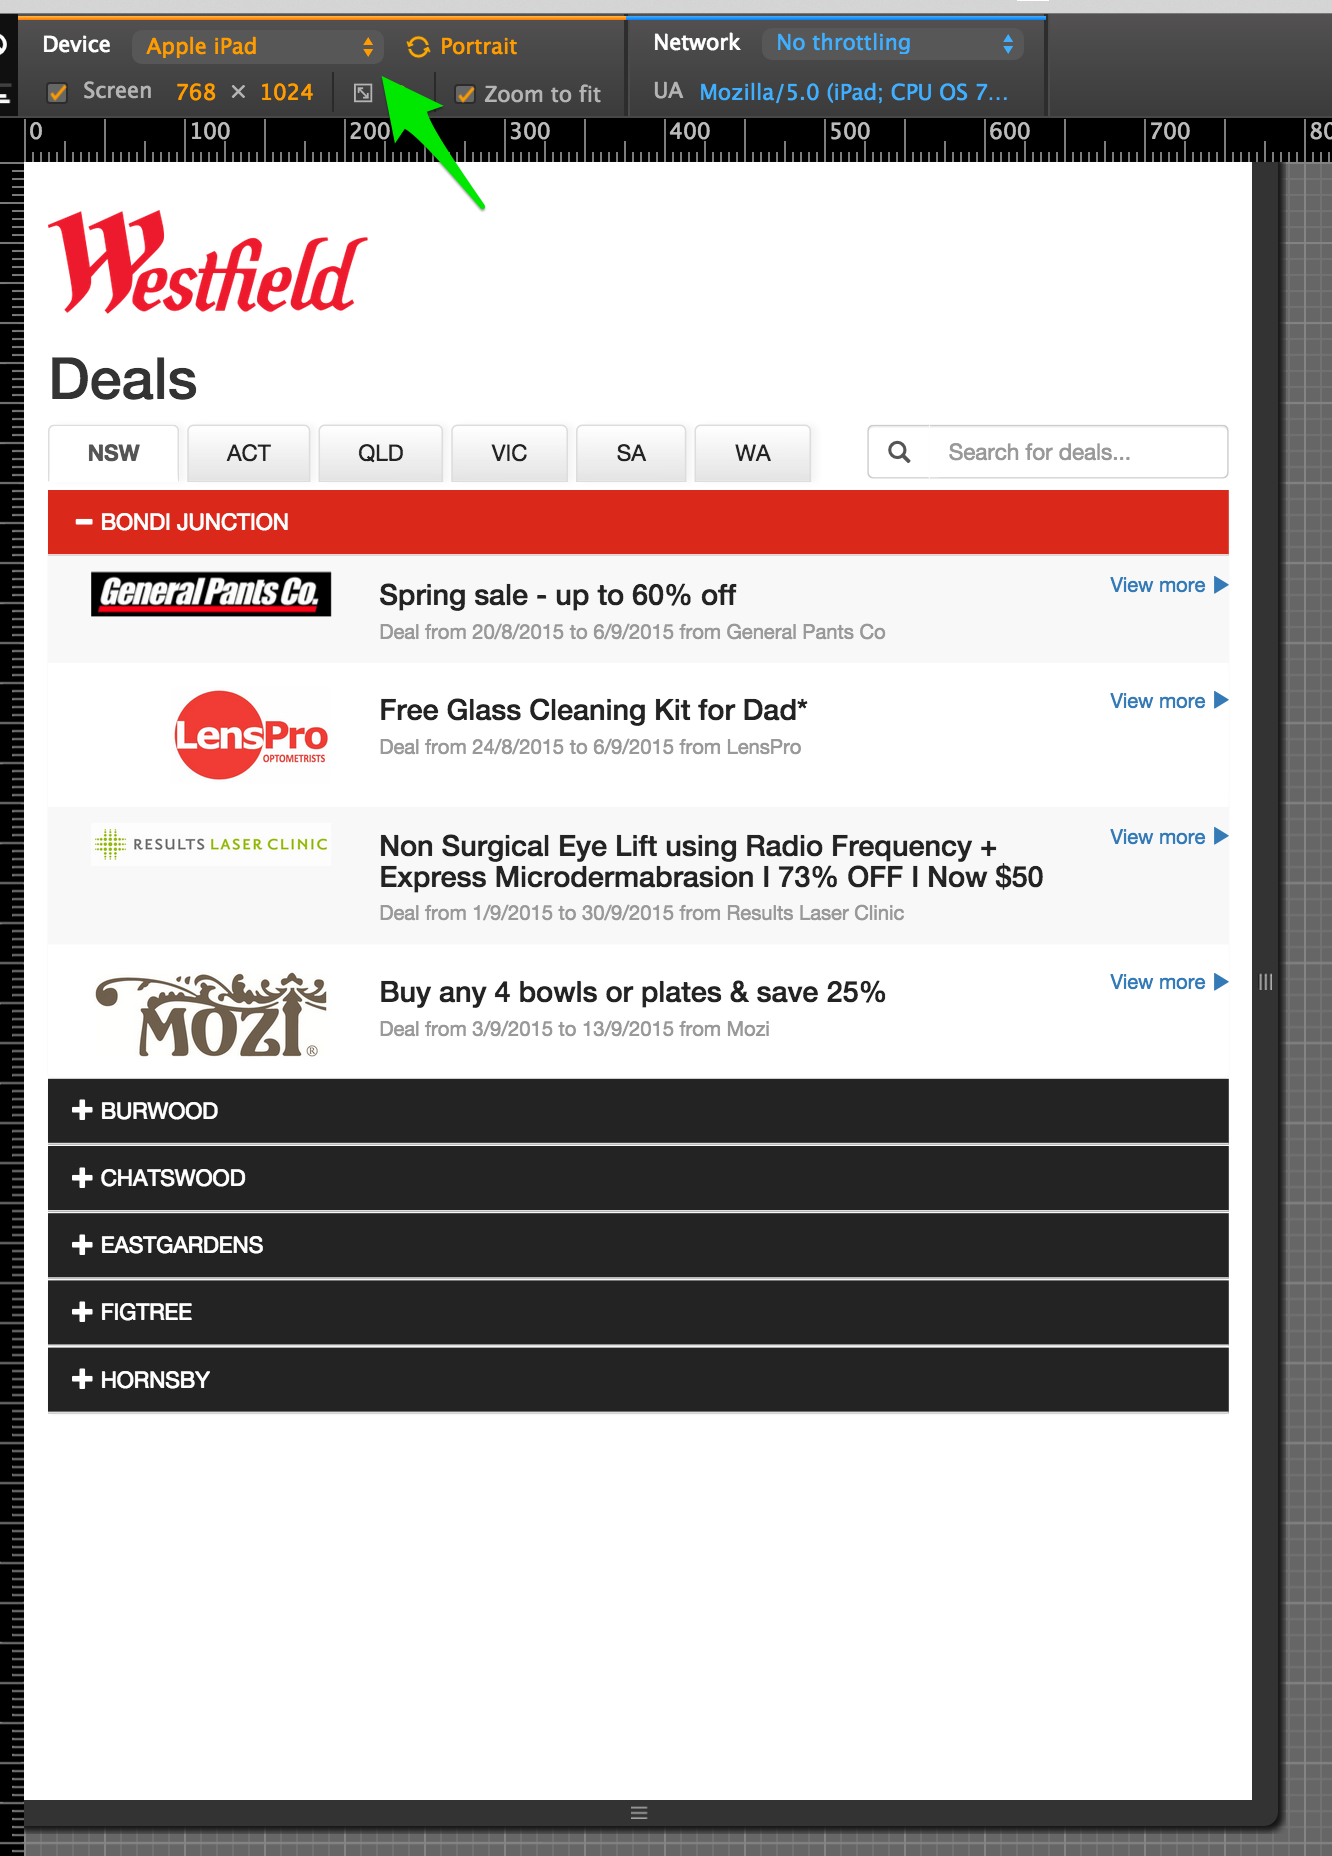 Device Apple iPad Portrait Network No throttling
Screen 768 × 1024 Zoom to fit UA Mozilla/5.0 (iPad; CPU OS 7...
0 100 200 300 400 500 600 700 80
Westfield
Deals
NSW ACT QLD VIC SA WA Search for deals...
BONDI JUNCTION
General Pants Co.
Spring sale - up to 60% off
View more
Deal from 20/8/2015 to 6/9/2015 from General Pants Co
LensPro
OPTOMETRISTS
Free Glass Cleaning Kit for Dad*
View more
Deal from 24/8/2015 to 6/9/2015 from LensPro
RESULTS LASER CLINIC
Non Surgical Eye Lift using Radio Frequency +
Express Microdermabrasion I 73% OFF I Now $50
View more
Deal from 1/9/2015 to 30/9/2015 from Results Laser Clinic
MOZI®
Buy any 4 bowls or plates & save 25%
View more
Deal from 3/9/2015 to 13/9/2015 from Mozi
BURWOOD
CHATSWOOD
EASTGARDENS
FIGTREE
HORNSBY